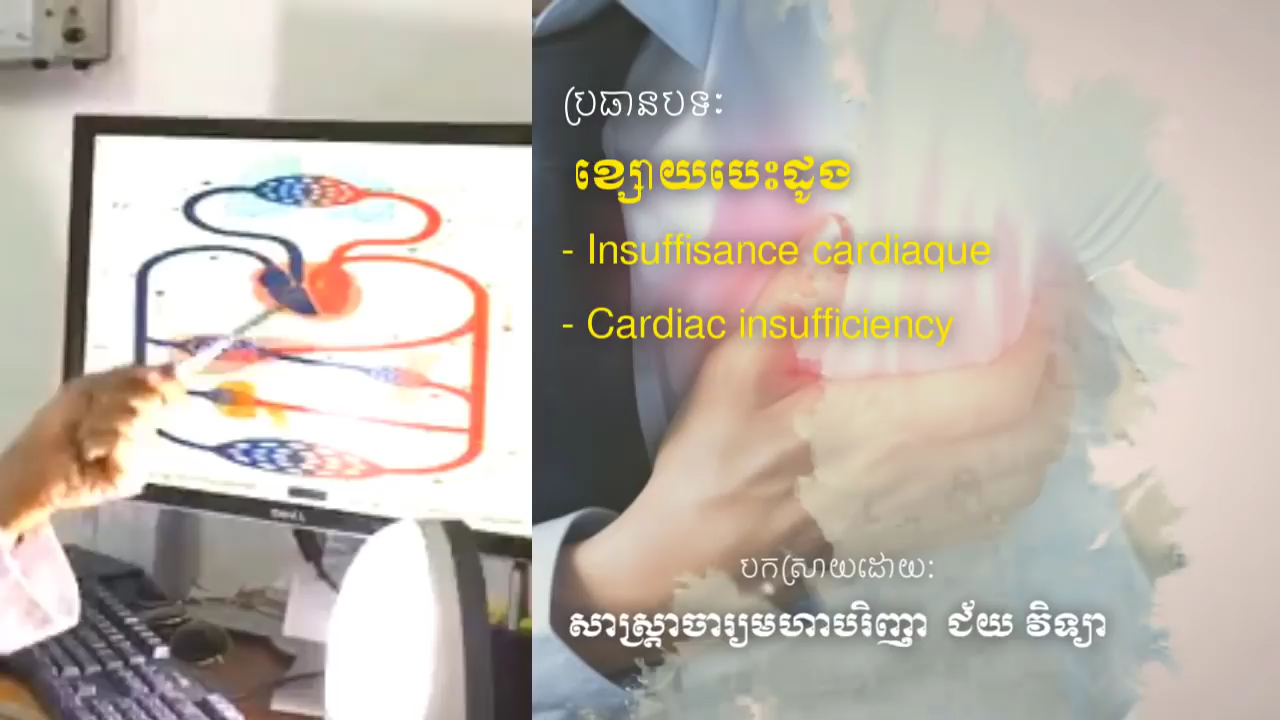 ប្រធានបទៈ
ខ្សោយបេះដូង
- Insuffisance cardiaque
- Cardiac insufficiency
បកស្រាយដោយៈ
សាស្ត្រាចារ្យមហាបរិញ្ញា ជ័យ វិទ្យា
DELL